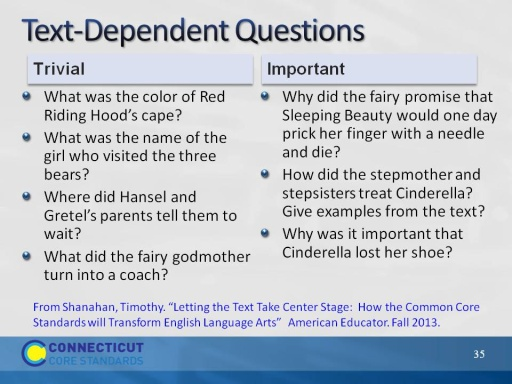 Text-Dependent Questions
Trivial
What was the color of Red
Riding Hood's cape?
What was the name of the
girl who visited the three
bears?
Where did Hansel and
Gretel's parents tell them to
wait?
What did the fairy godmother
turn into a coach?
Important
Why did the fairy promise that
Sleeping Beauty would one day
prick her finger with a needle
and die?
How did the stepmother and
stepsisters treat Cinderella?
Give examples from the text?
Why was it important that
Cinderella lost her shoe?
From Shanahan, Timothy. "Letting the Text Take Center Stage: How the Common Core
Standards will Transform English Language Arts" American Educator. Fall 2013.
CONNECTICUT
CORE STANDARDS
35